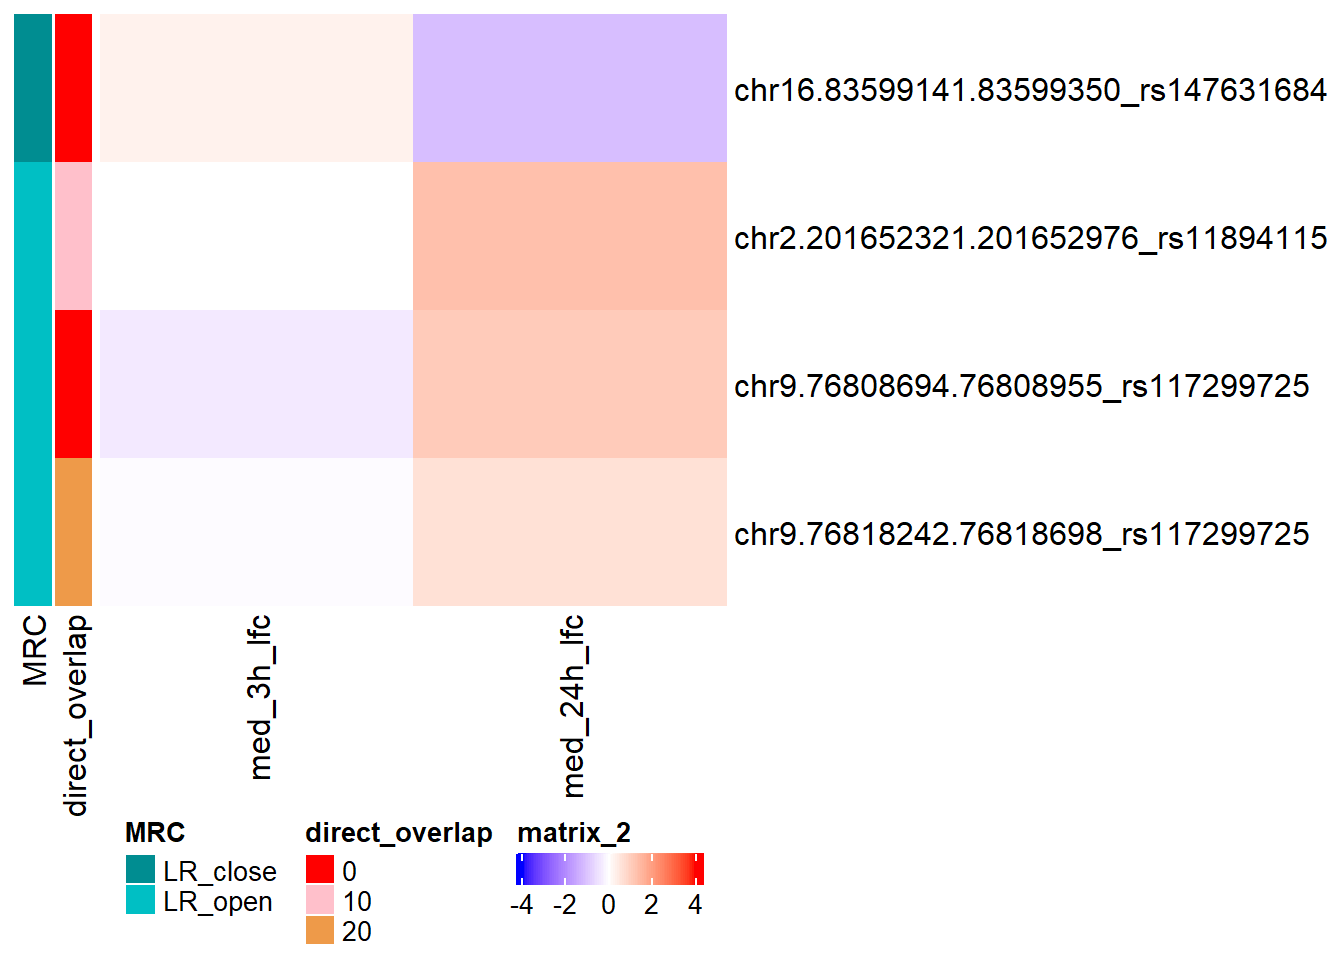 chr16.83599141.83599350_rs147631684
chr2.201652321.201652976_rs11894115
chr9.76808694.76808955_rs117299725
chr9.76818242.76818698_rs117299725
MRC
direct_overlap
med_3h_lfc
med_24h_lfc
MRC
LR_close
LR_open
direct_overlap
0
10
20
matrix_2
-4 -2 0 2 4